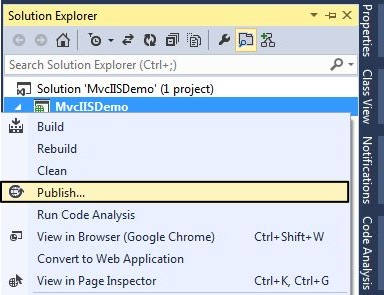 Solution Explorer
Search Solution Explorer (Ctrl+;)
Solution 'MvcIISDemo' (1 project)
MvcIISDemo
Build
Rebuild
Clean
Publish...
Run Code Analysis
View in Browser (Google Chrome) Ctrl+Shift+W
Convert to Web Application
View in Page Inspector Ctrl+K, Ctrl+G
Properties
Class View
Notifications
Code Analysis